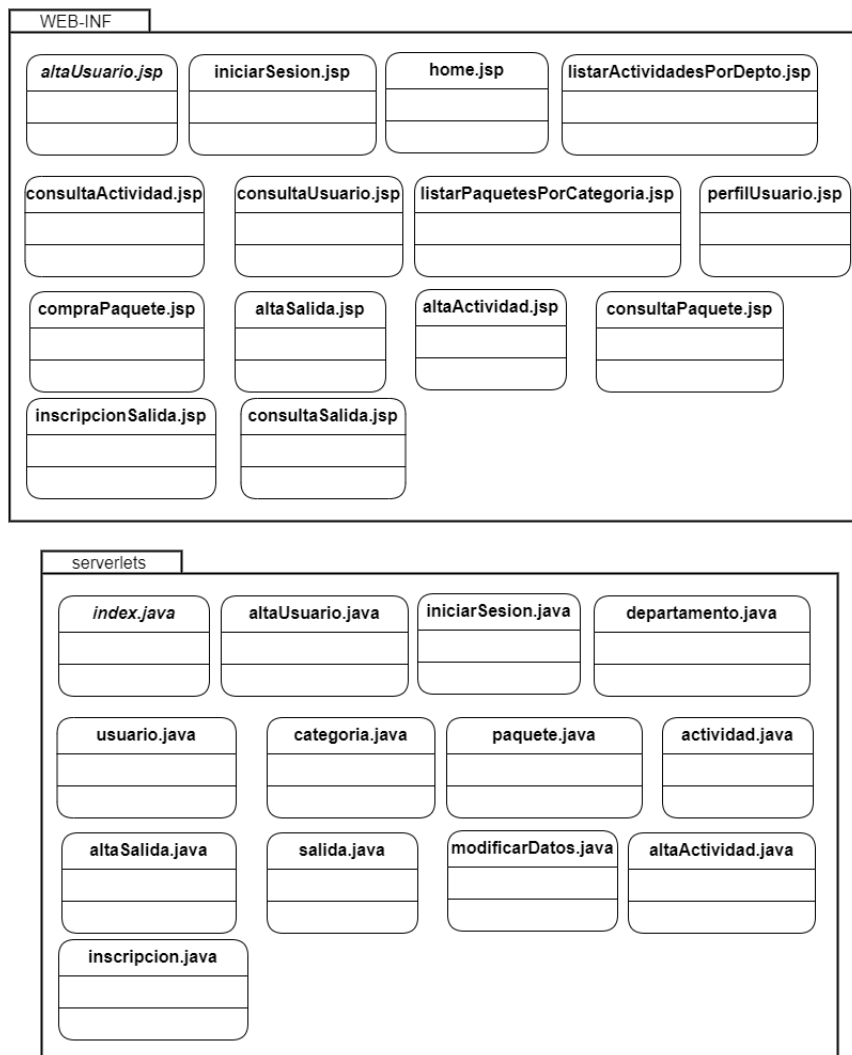 WEB-INF
altaUsuario.jsp
iniciarSesion.jsp
home.jsp
listarActividadesPorDepto.jsp
consultaActividad.jsp
consultaUsuario.jsp
listarPaquetesPorCategoria.jsp
perfilUsuario.jsp
compraPaquete.jsp
altaSalida.jsp
altaActividad.jsp
consultaPaquete.jsp
inscripcionSalida.jsp
consultaSalida.jsp
serverlets
index.java
altaUsuario.java
iniciarSesion.java
departamento.java
usuario.java
categoria.java
paquete.java
actividad.java
altaSalida.java
salida.java
modificarDatos.java
altaActividad.java
inscripcion.java